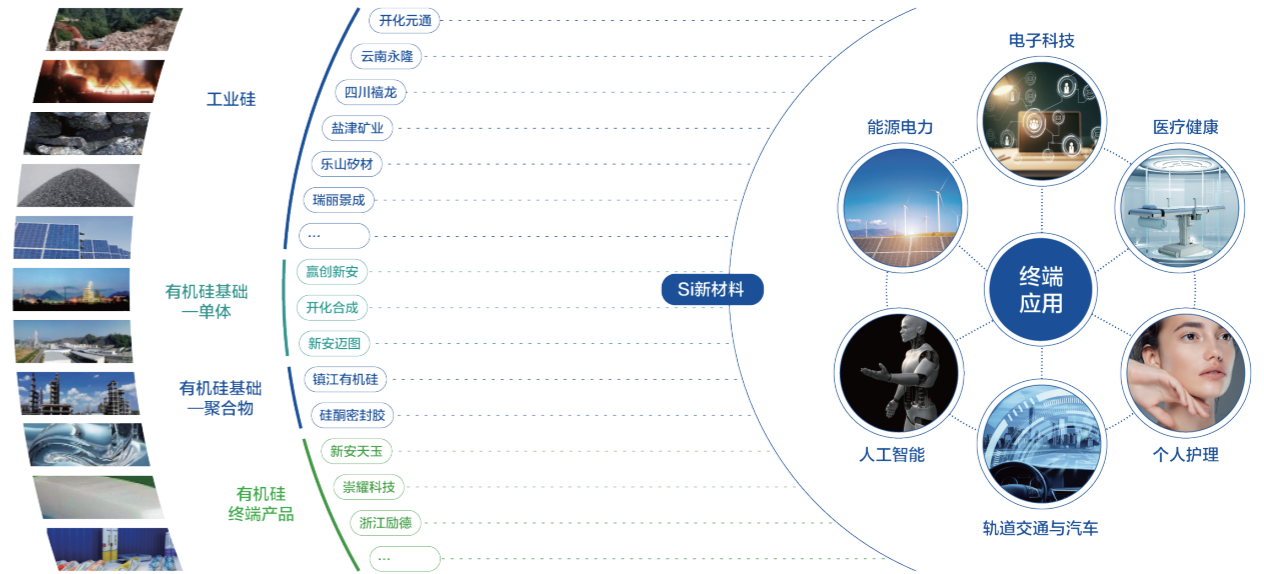 工业硅
开化元通
云南永隆
四川禧龙
盐津矿业
乐山矽材
瑞丽景成
…
有机硅基础
—单体
赢创新安
开化合成
新安迈图
有机硅基础
—聚合物
镇江有机硅
硅酮密封胶
有机硅
终端产品
新安天玉
崇耀科技
浙江励德
…
Si新材料
电子科技
能源电力
医疗健康
终端
应用
人工智能
个人护理
轨道交通与汽车